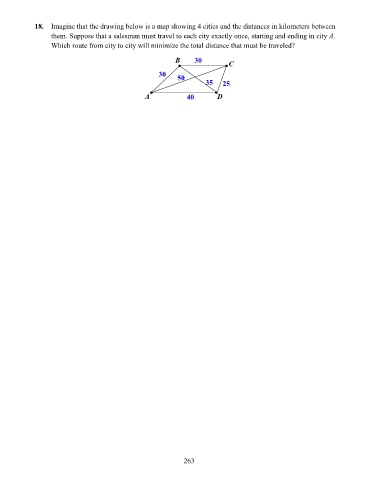 18. Imagine that the drawing below is a map showing 4 cities and the distances in kilometers between
them. Suppose that a salesman must travel to each city exactly once, starting and ending in city A.
Which route from city to city will minimize the total distance that must be traveled?
B 30 C
30 50 35 25
A 40 D
263